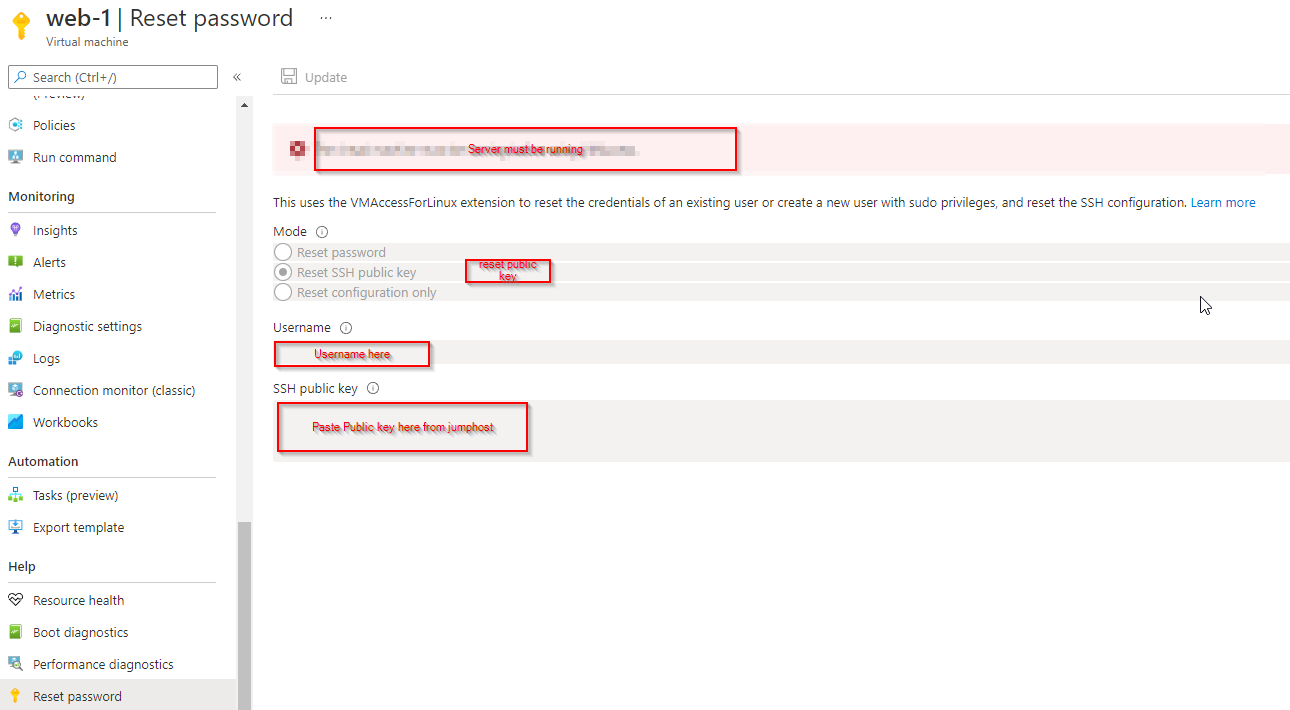 web-1 | Reset password ...
Virtual machine
Search (Ctrl+/)
«
Update
(Preview)
Policies
Run command
Monitoring
Insights
Alerts
Metrics
Diagnostic settings
Logs
Connection monitor (classic)
Workbooks
Automation
Tasks (preview)
Export template
Help
Resource health
Boot diagnostics
Performance diagnostics
Reset password
Server must be running
This uses the VMAccessForLinux extension to reset the credentials of an existing user or create a new user with sudo privileges, and reset the SSH configuration. Learn more
Mode
Reset password
Reset SSH public key
reset public
key
Reset configuration only
Username
Username here
SSH public key
Paste Public key here from jumphost